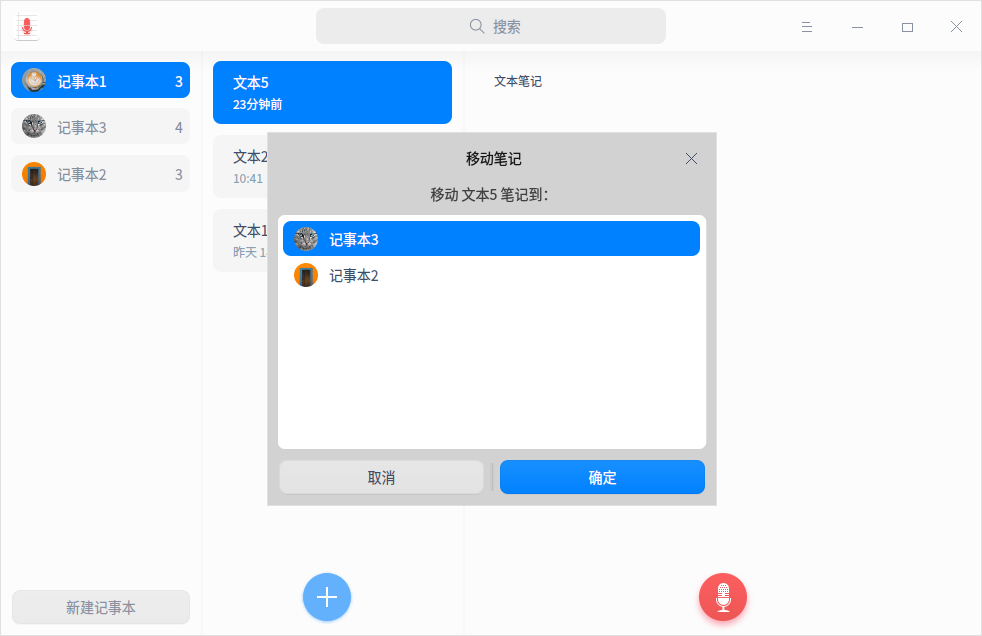 搜索
记事本1 3
记事本3 4
记事本2 3
新建记事本
文本5
23分钟前
文本2
10:41
文本1
昨天 1
文本笔记
移动笔记
移动 文本5 笔记到：
记事本3
记事本2
取消
确定